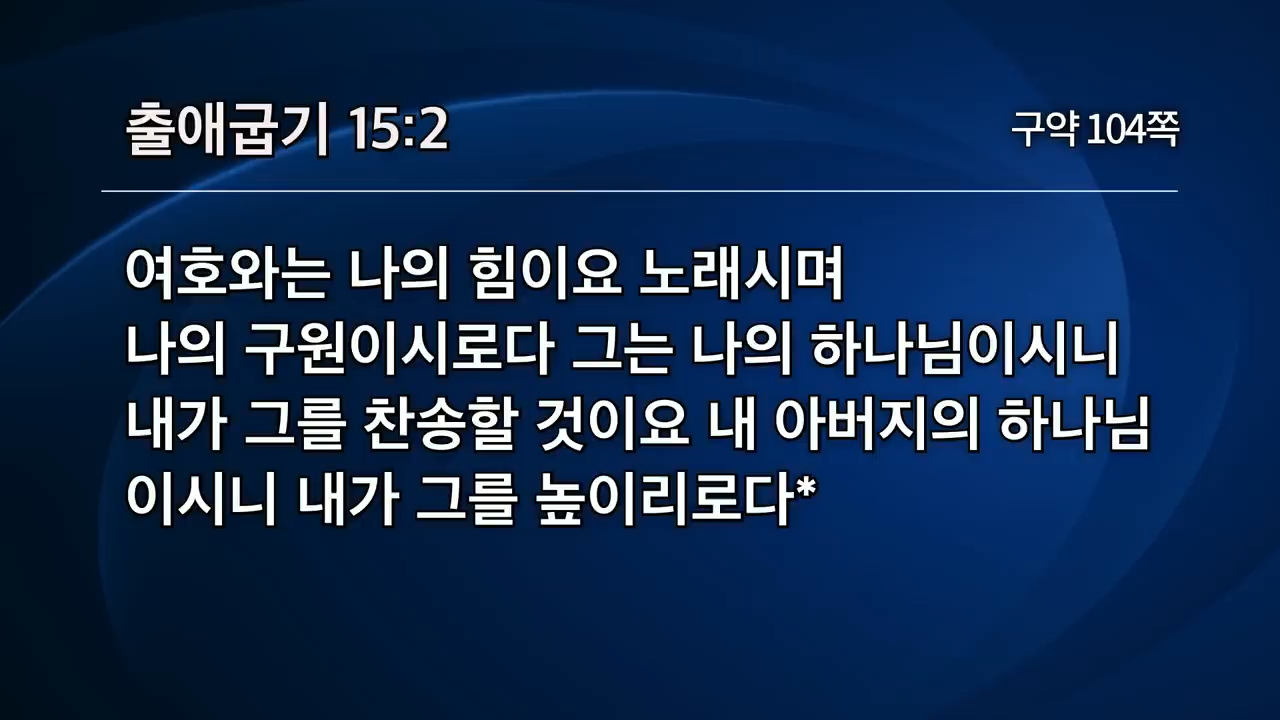 출애굽기 15:2
구약 104쪽
여호와는 나의 힘이요 노래시며
나의 구원이시로다 그는 나의 하나님이시니
내가 그를 찬송할 것이요 내 아버지의 하나님
이시니 내가 그를 높이리로다*